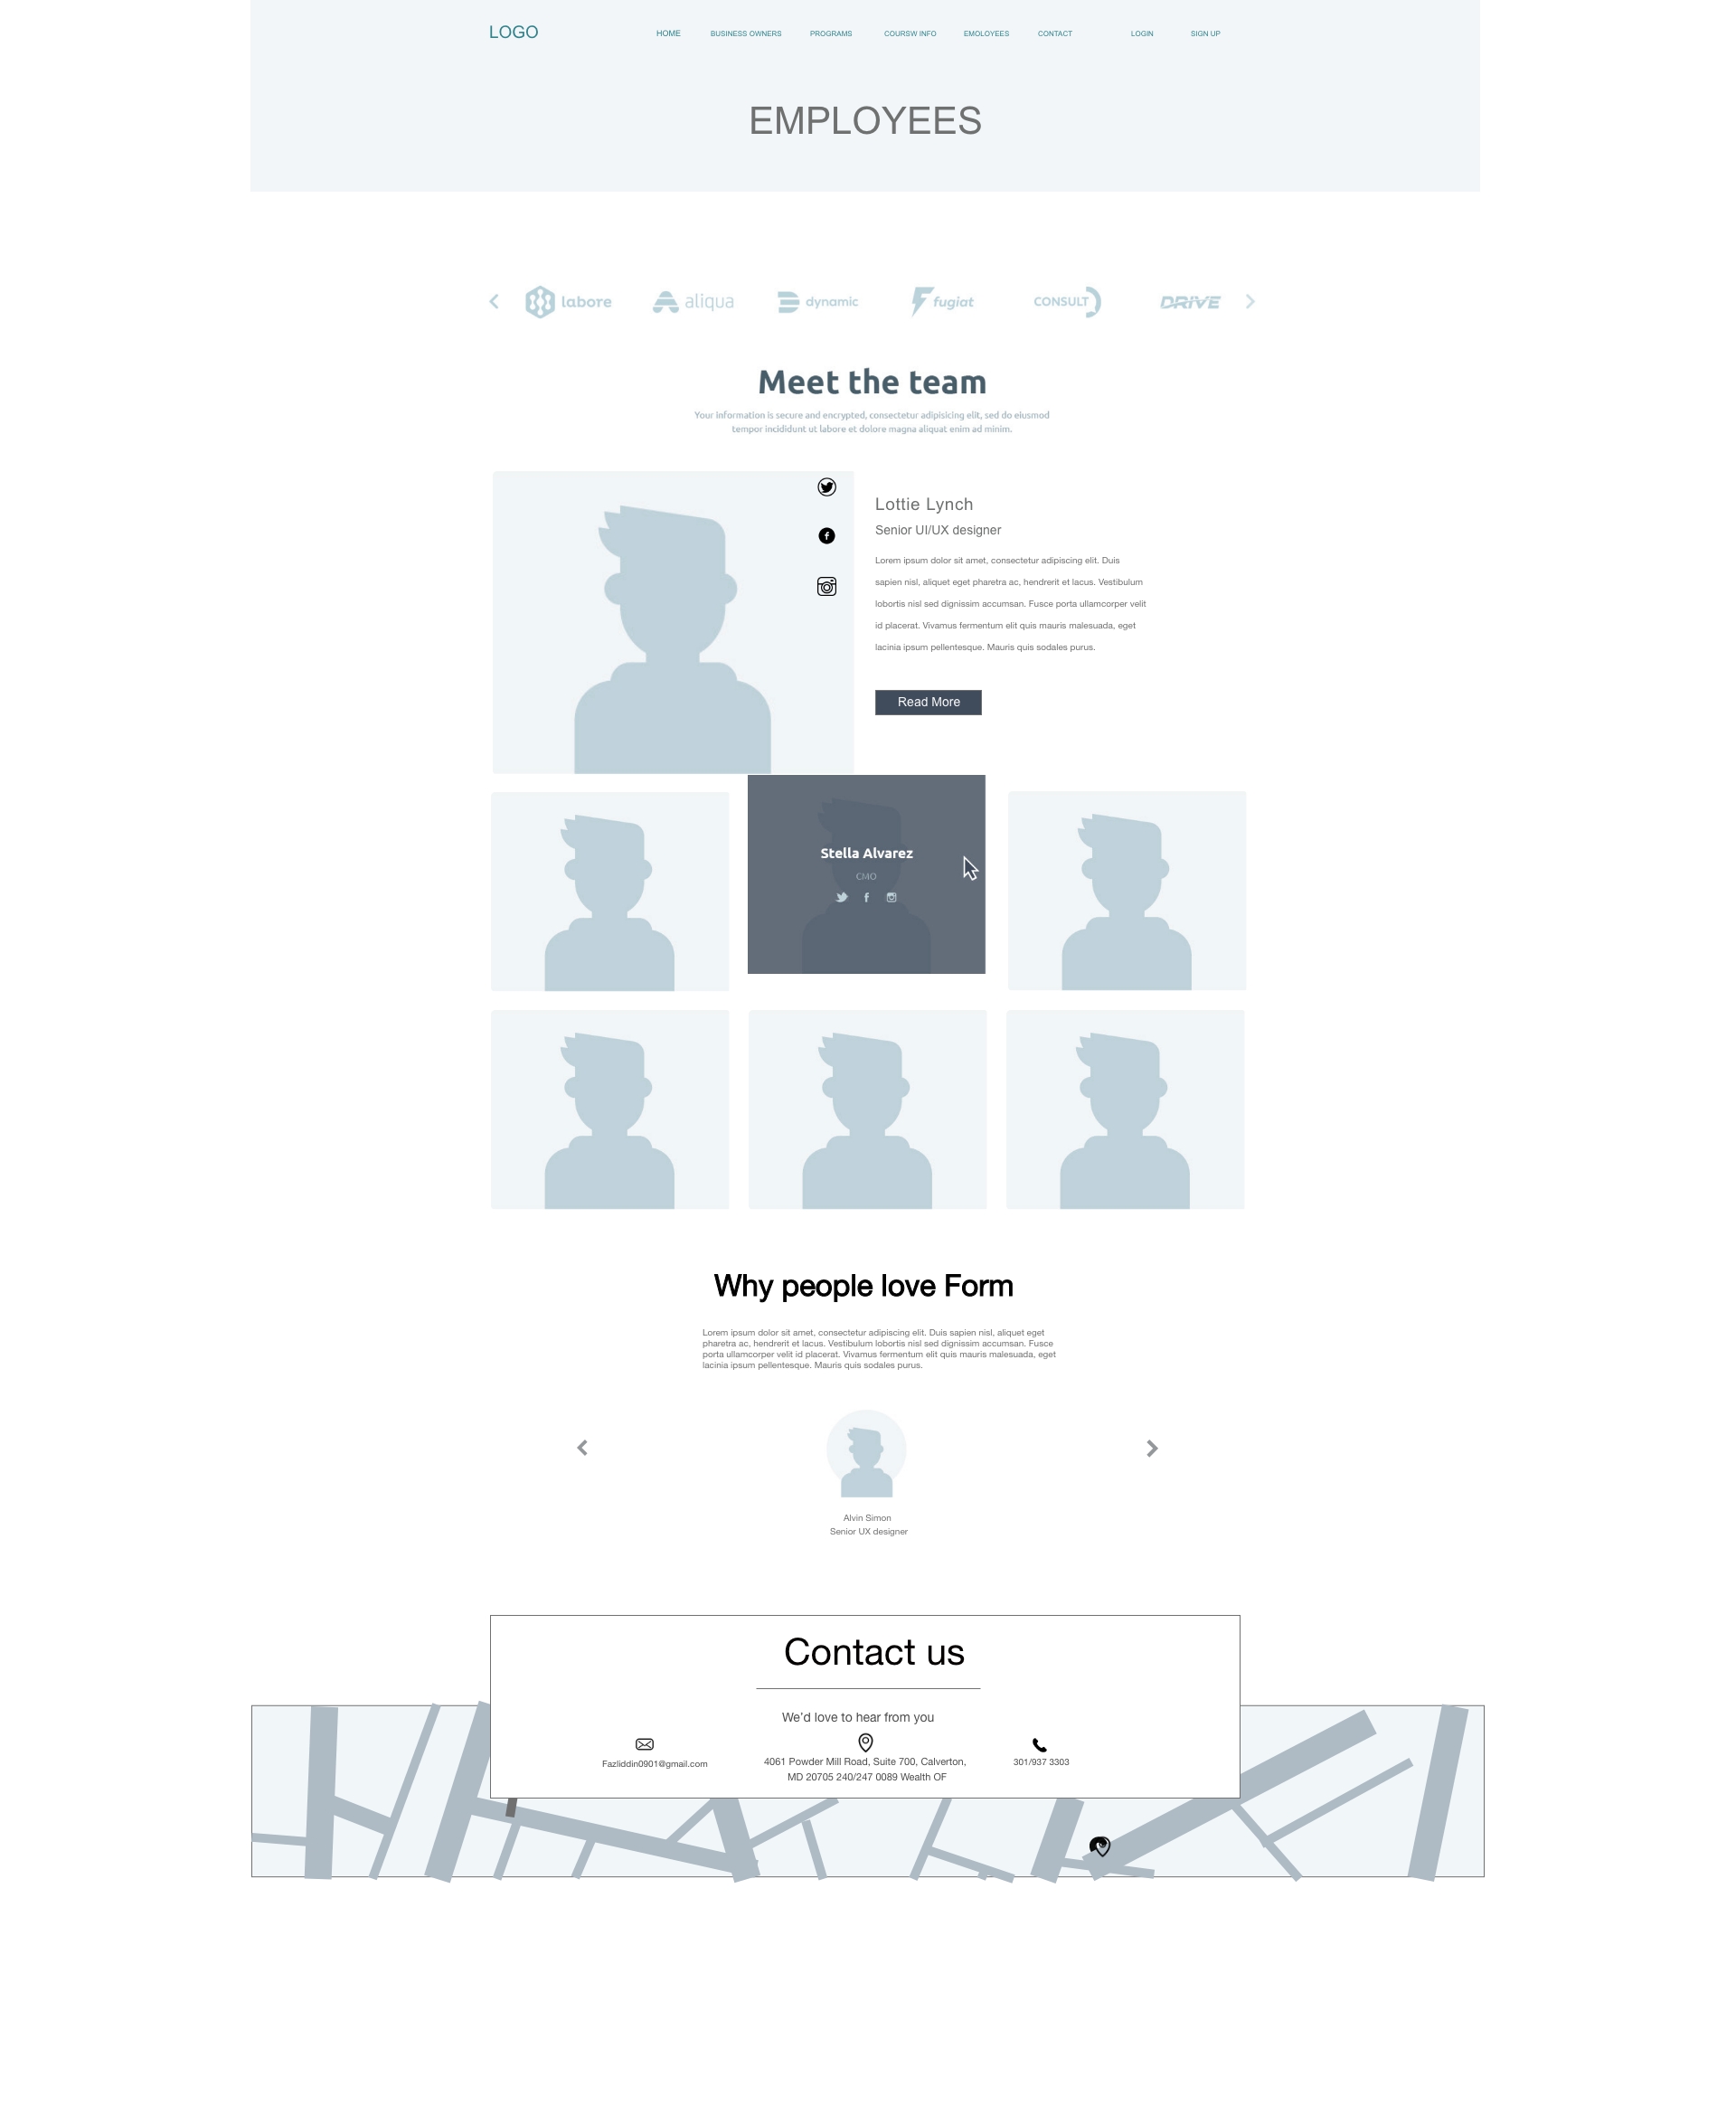 LOGO
HOME
BUSINESS OWNERS
PROGRAMS
COURSW INFO
EMOLOYEES
CONTACT
LOGIN
SIGN UP
EMPLOYEES
labore
aliqua
dynamic
fugiat
CONSULT
DRIVE
Meet the team
Your information is secure and encrypted, consectetur adipisicing elit, sed do eiusmod
tempor incididunt ut labore et dolore magna aliquat enim ad minim.
Lottie Lynch
Senior UI/UX designer
Lorem ipsum dolor sit amet, consectetur adipiscing elit. Duis
sapien nisl, aliquet eget pharetra ac, hendrerit et lacus. Vestibulum
lobortis nisl sed dignissim accumsan. Fusce porta ullamcorper velit
id placerat. Vivamus fermentum elit quis mauris malesuada, eget
lacinia ipsum pellentesque. Mauris quis sodales purus.
Read More
Stella Alvarez
CMO
Why people love Form
Lorem ipsum dolor sit amet, consectetur adipiscing elit. Duis sapien nisl, aliquet eget
pharetra ac, hendrerit et lacus. Vestibulum lobortis nisl sed dignissim accumsan. Fusce
porta ullamcorper velit id placerat. Vivamus fermentum elit quis mauris malesuada, eget
lacinia ipsum pellentesque. Mauris quis sodales purus.
Alvin Simon
Senior UX designer
Contact us
We'd love to hear from you
Fazliddin0901@gmail.com
4061 Powder Mill Road, Suite 700, Calverton,
MD 20705 240/247 0089 Wealth OF
301/937 3303